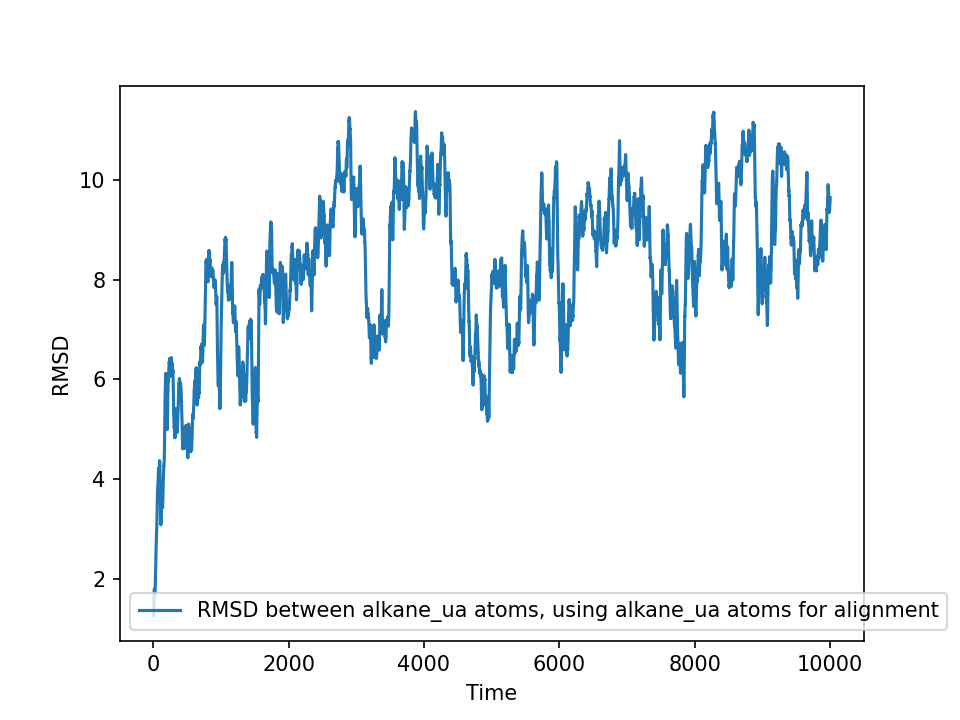 10
8
6
4
2
RMSD
RMSD between alkane_ua atoms, using alkane_ua atoms for alignment
0 2000 4000 6000 8000 10000
Time